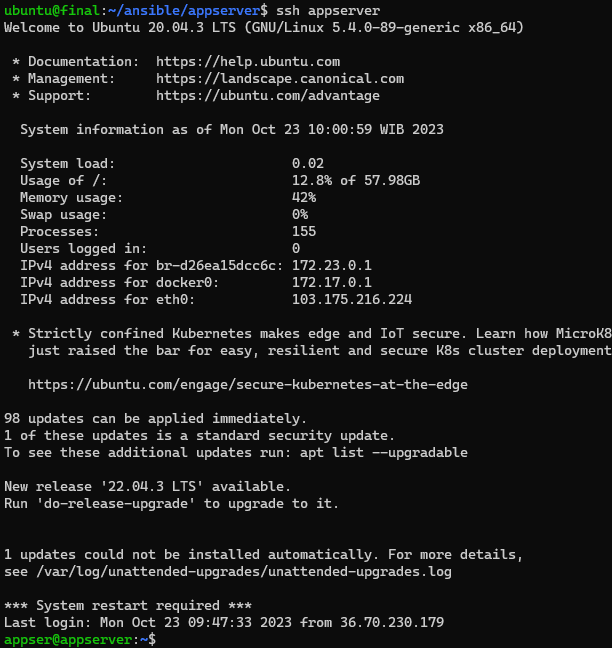 ubuntu@final:~/ansible/appserver$ ssh appserver
Welcome to Ubuntu 20.04.3 LTS (GNU/Linux 5.4.0-89-generic x86_64)
* Documentation: https://help.ubuntu.com
* Management: https://landscape.canonical.com
* Support: https://ubuntu.com/advantage
System information as of Mon Oct 23 10:00:59 WIB 2023
System load: 0.02
Usage of /: 12.8% of 57.98GB
Memory usage: 42%
Swap usage: 0%
Processes: 155
Users logged in: 0
IPv4 address for br-d26ea15dcc6c: 172.23.0.1
IPv4 address for docker0: 172.17.0.1
IPv4 address for eth0: 103.175.216.224
* Strictly confined Kubernetes makes edge and IoT secure. Learn how MicroK8
just raised the bar for easy, resilient and secure K8s cluster deployment
https://ubuntu.com/engage/secure-kubernetes-at-the-edge
98 updates can be applied immediately.
1 of these updates is a standard security update.
To see these additional updates run: apt list --upgradable
New release '22.04.3 LTS' available.
Run 'do-release-upgrade' to upgrade to it.
1 updates could not be installed automatically. For more details,
see /var/log/unattended-upgrades/unattended-upgrades.log
*** System restart required ***
Last login: Mon Oct 23 09:47:33 2023 from 36.70.230.179
appser@appserver:~$